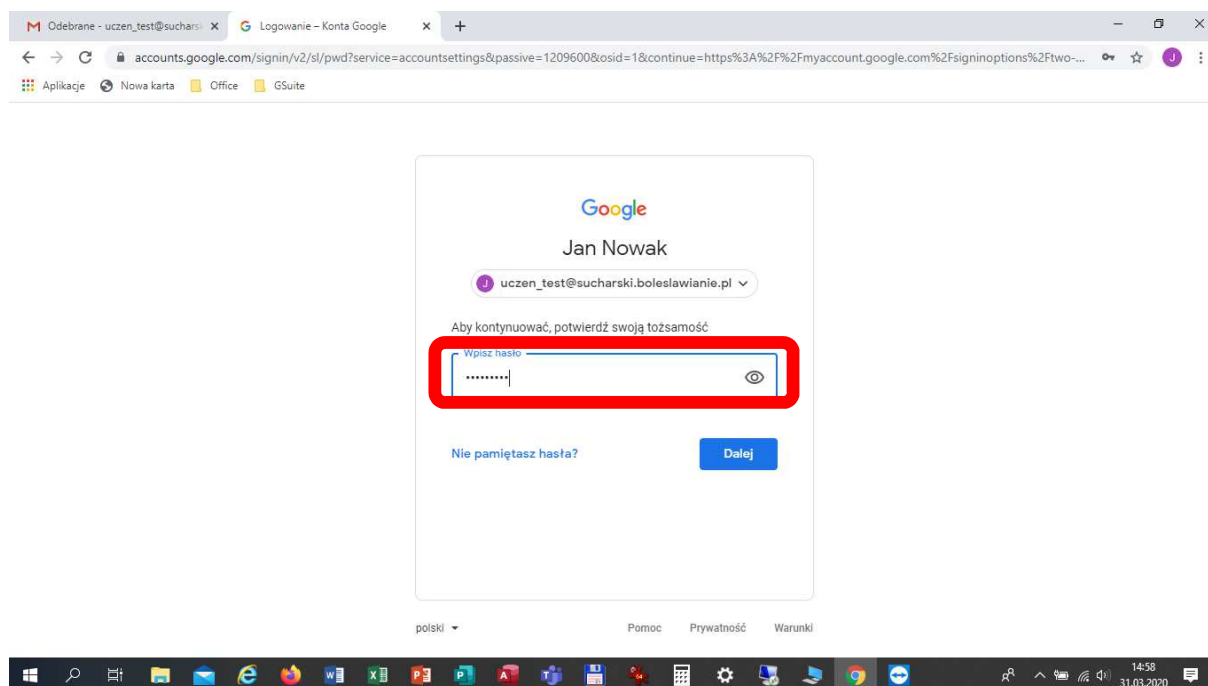 Odebrane - uczen_test@suchars
Logowanie – Konta Google
accounts.google.com/signin/v2/sl/pwd?service=accountsettings&passive=1209600&osid=1&continue=https%3A%2F%2Fmyaccount.google.com%2Fsigninoptions%2Ftwo-...
J
Aplikacje Nowa karta Office GSuite
Google
Jan Nowak
J uczen_test@sucharski.boleslawianie.pl
Aby kontynuować, potwierdź swoją tożsamość
Wpisz hasło
•••••••••
Nie pamiętasz hasła? Dalej
polski Pomoc Prywatność Warunki
14:58
31.03.2020